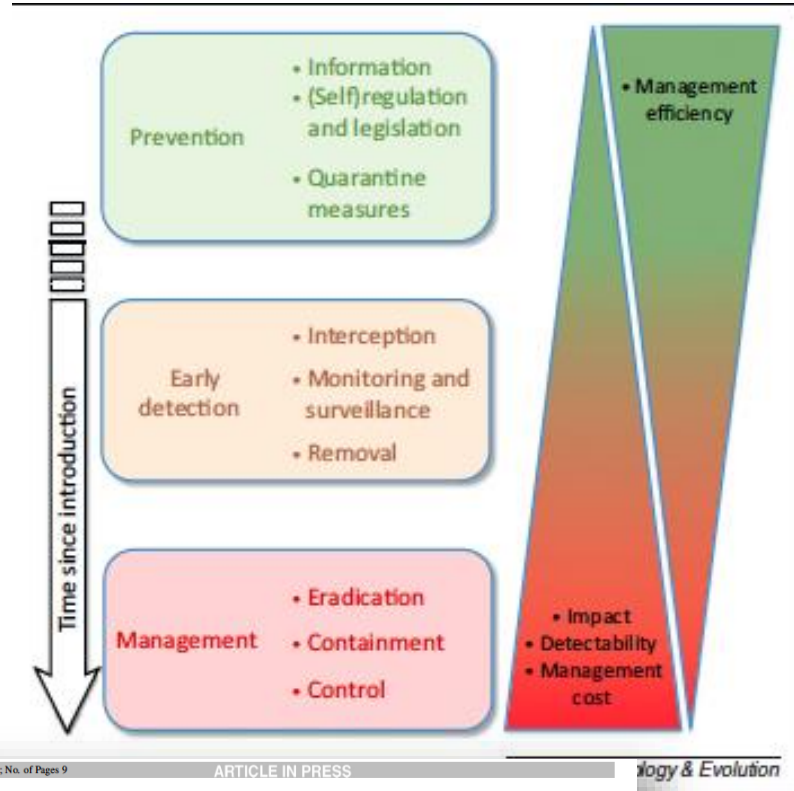 Prevention
• Information
• (Self)regulation
and legislation
• Quarantine
measures
• Management
efficiency
Time since introduction
Early
detection
• Interception
• Monitoring and
surveillance
• Removal
Management
• Eradication
• Containment
• Control
• Impact
• Detectability
• Management
cost
; No. of Pages 9
ARTICLE IN PRESS
& Evolution